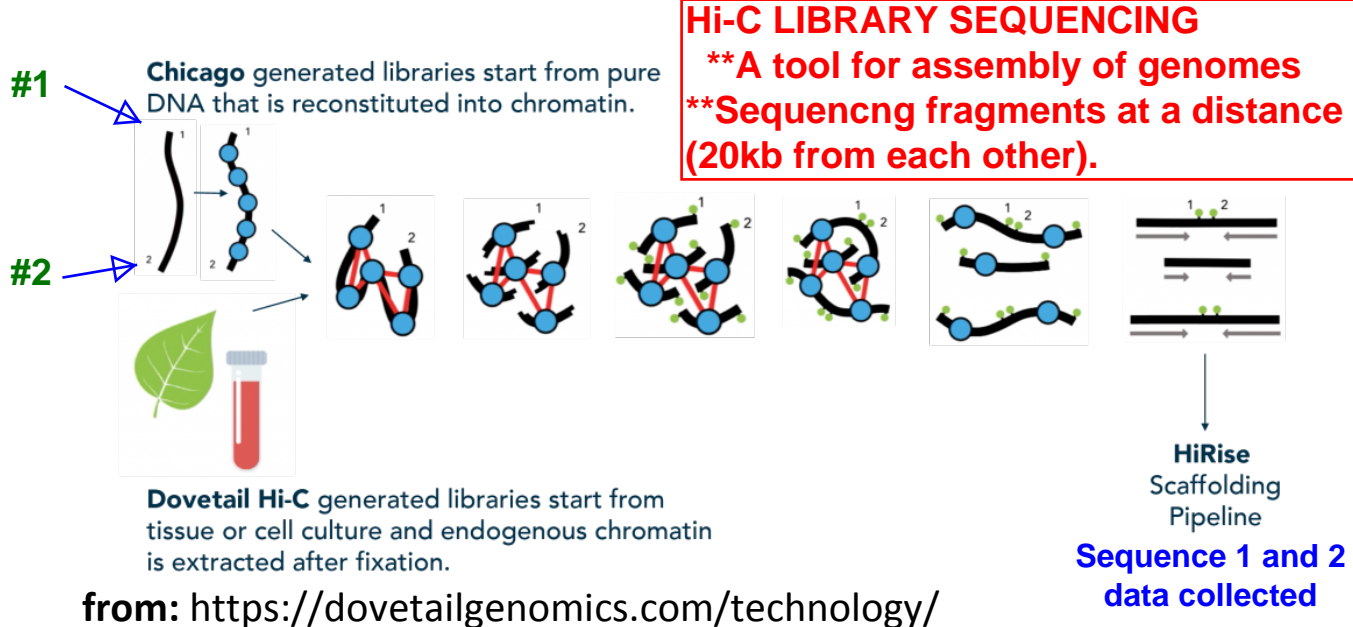 Hi-C LIBRARY SEQUENCING
**A tool for assembly of genomes
**Sequencng fragments at a distance
(20kb from each other).
#1
Chicago generated libraries start from pure
DNA that is reconstituted into chromatin.
1
1
1
2
1
2
1
2
1
2
1
2
1 2
#2
2
2
Dovetail Hi-C generated libraries start from
tissue or cell culture and endogenous chromatin
is extracted after fixation.
HiRise
Scaffolding
Pipeline
Sequence 1 and 2
data collected
from: https://dovetailgenomics.com/technology/